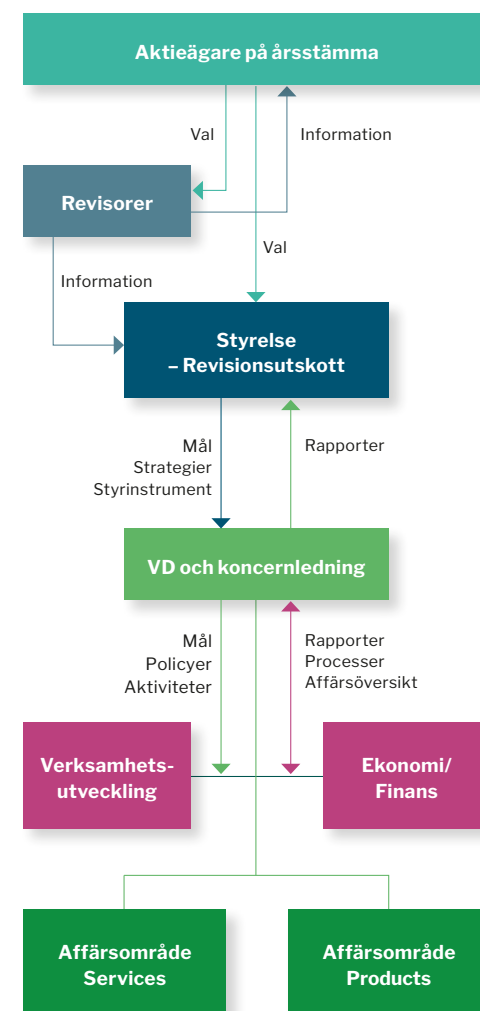 Aktieägare på årsstämma
Val
Information
Revisorer
Val
Information
Styrelse
– Revisionsutskott
Mål
Strategier
Styrinstrument
Rapporter
VD och koncernledning
Mål
Policyer
Aktiviteter
Rapporter
Processer
Affärsöversikt
Verksamhets-
utveckling
Ekonomi/
Finans
Affärsområde
Services
Affärsområde
Products